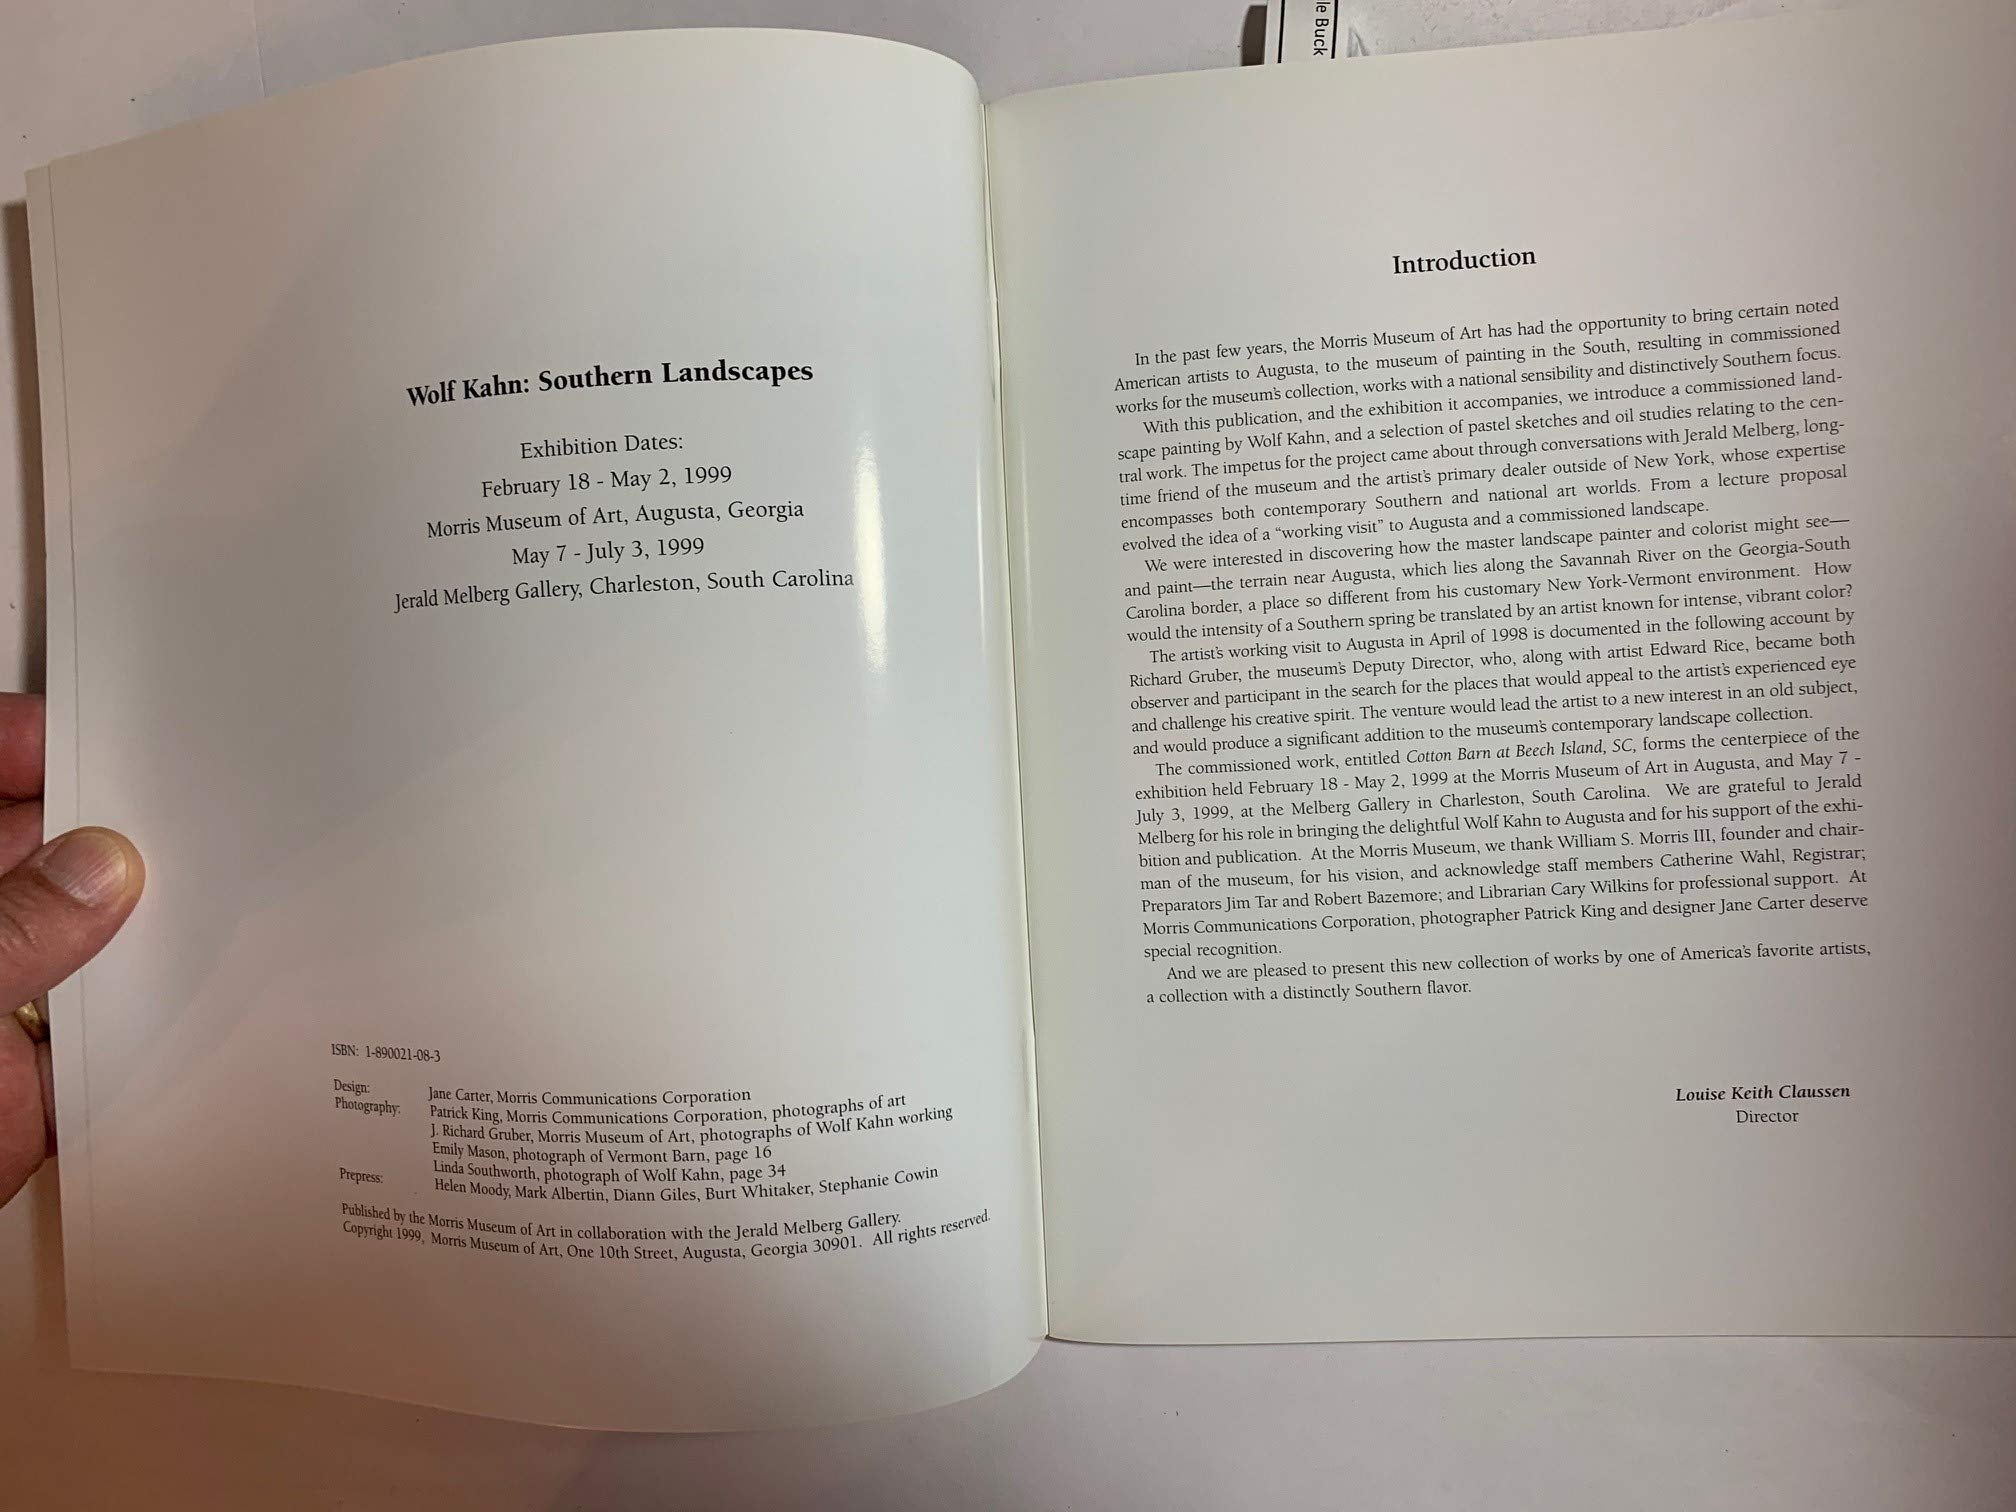 le Buck
Wolf Kahn: Southern Landscapes
Exhibition Dates:
February 18 - May 2, 1999
Morris Museum of Art, Augusta, Georgia
May 7 - July 3, 1999
Jerald Melberg Gallery, Charleston, South Carolina
ISBN: 1-890021-08-3
Design: Jane Carter, Morris Communications Corporation
Photography: Patrick King, Morris Communications Corporation, photographs of art
J. Richard Gruber, Morris Museum of Art, photographs of Wolf Kahn working
Emily Mason, photograph of Vermont Barn, page 16
Linda Southworth, photograph of Wolf Kahn, page 34
Prepress: Helen Moody, Mark Albertin, Diann Giles, Burt Whitaker, Stephanie Cowin
Published by the Morris Museum of Art in collaboration with the Jerald Melberg Gallery.
Copyright 1999, Morris Museum of Art, One 10th Street, Augusta, Georgia 30901. All rights reserved.
Introduction
In the past few years, the Morris Museum of Art has had the opportunity to bring certain noted
American artists to Augusta, to the museum of painting in the South, resulting in commissioned
works for the museum's collection, works with a national sensibility and distinctively Southern focus.
With this publication, and the exhibition it accompanies, we introduce a commissioned land-
scape painting by Wolf Kahn, and a selection of pastel sketches and oil studies relating to the cen-
tral work. The impetus for the project came about through conversations with Jerald Melberg, long-
time friend of the museum and the artist's primary dealer outside of New York, whose expertise
encompasses both contemporary Southern and national art worlds. From a lecture proposal
evolved the idea of a “working visit” to Augusta and a commissioned landscape.
We were interested in discovering how the master landscape painter and colorist might see—
and paint—the terrain near Augusta, which lies along the Savannah River on the Georgia-South
Carolina border, a place so different from his customary New York-Vermont environment. How
would the intensity of a Southern spring be translated by an artist known for intense, vibrant color?
The artist's working visit to Augusta in April of 1998 is documented in the following account by
Richard Gruber, the museum's Deputy Director, who, along with artist Edward Rice, became both
observer and participant in the search for the places that would appeal to the artist's experienced eye
and challenge his creative spirit. The venture would lead the artist to a new interest in an old subject,
and would produce a significant addition to the museum's contemporary landscape collection.
The commissioned work, entitled Cotton Barn at Beech Island, SC, forms the centerpiece of the
exhibition held February 18 - May 2, 1999 at the Morris Museum of Art in Augusta, and May 7 -
July 3, 1999, at the Melberg Gallery in Charleston, South Carolina. We are grateful to Jerald
Melberg for his role in bringing the delightful Wolf Kahn to Augusta and for his support of the exhi-
bition and publication. At the Morris Museum, we thank William S. Morris III, founder and chair-
man of the museum, for his vision, and acknowledge staff members Catherine Wahl, Registrar;
Preparators Jim Tar and Robert Bazemore; and Librarian Cary Wilkins for professional support. At
Morris Communications Corporation, photographer Patrick King and designer Jane Carter deserve
special recognition.
And we are pleased to present this new collection of works by one of America's favorite artists,
a collection with a distinctly Southern flavor.
Louise Keith Claussen
Director